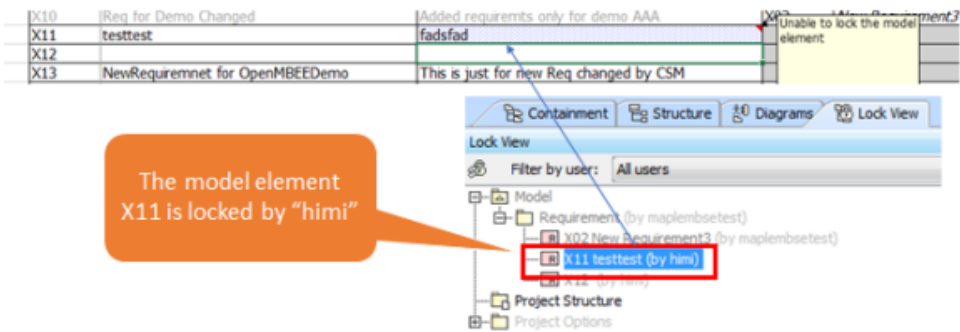 X10 Req for Demo Changed Added requiremts only for demo AAA X02 New Requirement3
Unable to lock the model
element
X11 testtest fadsfad
X12
X13 NewRequiremnet for OpenMBEEDemo This is just for new Req changed by CSM
Containment Structure Diagrams Lock View
Lock View
Filter by user: All users
Model
Requirement (by maplembsetest)
X02 New Requirement3 (by maplembsetest)
The model element
X11 is locked by “himi”
X11 testtest (by himi)
X12 (by himi)
Project Structure
Project Options